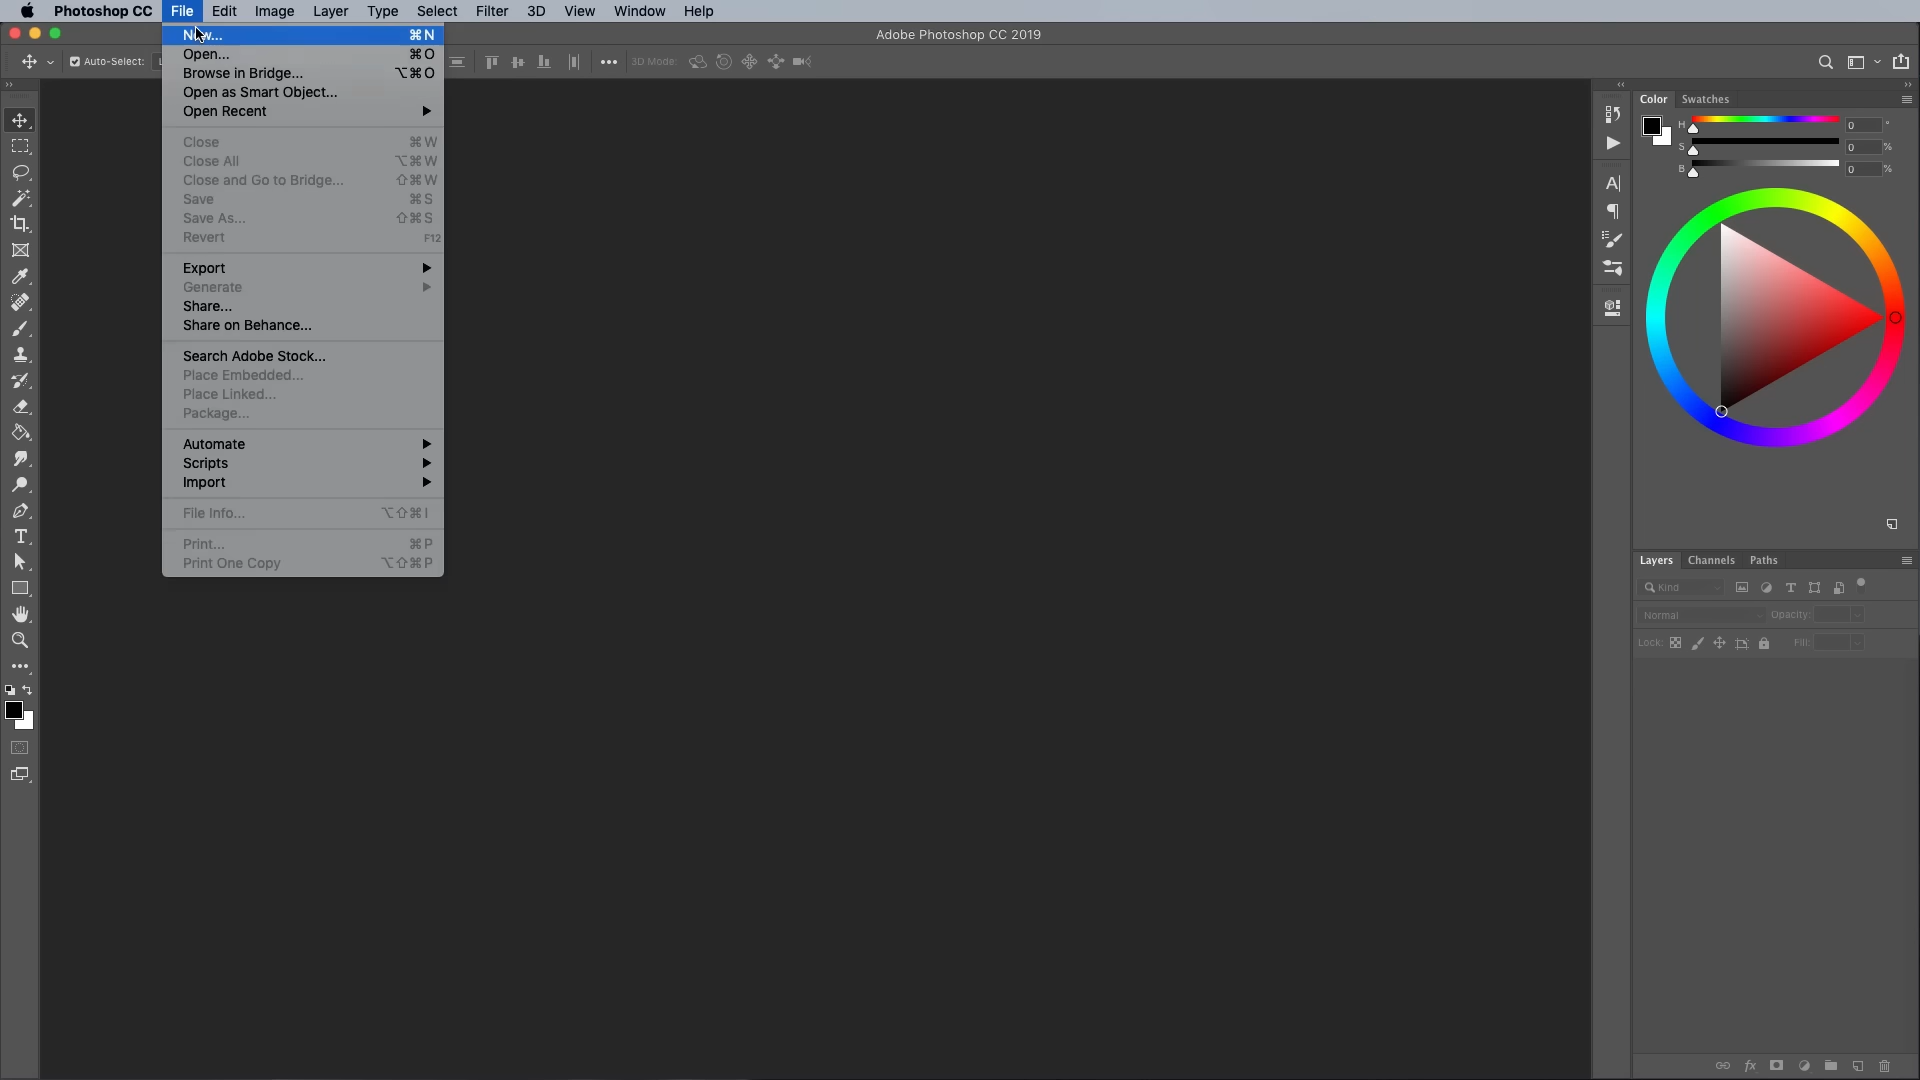 Photoshop CC File Edit Image Layer Type Select Filter 3D View Window Help
Adobe Photoshop CC 2019
Auto-Select:
3D Mode:
New... ⌘N
Open... ⌘O
Browse in Bridge... ⌥⌘O
Open as Smart Object...
Open Recent
Close ⌘W
Close All ⌥⌘W
Close and Go to Bridge... ⇧⌘W
Save ⌘S
Save As... ⇧⌘S
Revert F12
Export
Generate
Share...
Share on Behance...
Search Adobe Stock...
Place Embedded...
Place Linked...
Package...
Automate
Scripts
Import
File Info... ⌥⇧⌘I
Print... ⌘P
Print One Copy ⌥⇧⌘P
Color Swatches
H 0 °
S 0 %
B 0 %
Layers Channels Paths
Kind
Normal Opacity:
Lock: Fill: